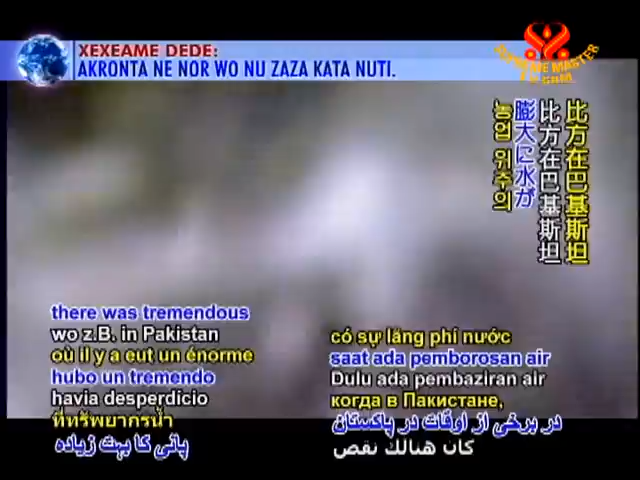 XEXEAME DEDE:
AKRONTA NE NOR WO NU ZAZA KATA NUTI.
SUPREME MASTER
TV
.COM
比方在巴基斯坦
比方在巴基斯坦
膨大に水が
농업 위주의
there was tremendous
wo z.B. in Pakistan
où il y a eut un énorme
hubo un tremendo
havia desperdício
ที่ทรัพยากรน้ำ
پانی کا بہت زیادہ
có sự lãng phí nước
saat ada pemborosan air
Dulu ada pembaziran air
когда в Пакистане,
در برخی از اوقات در پاکستان
كان هنالك نقص